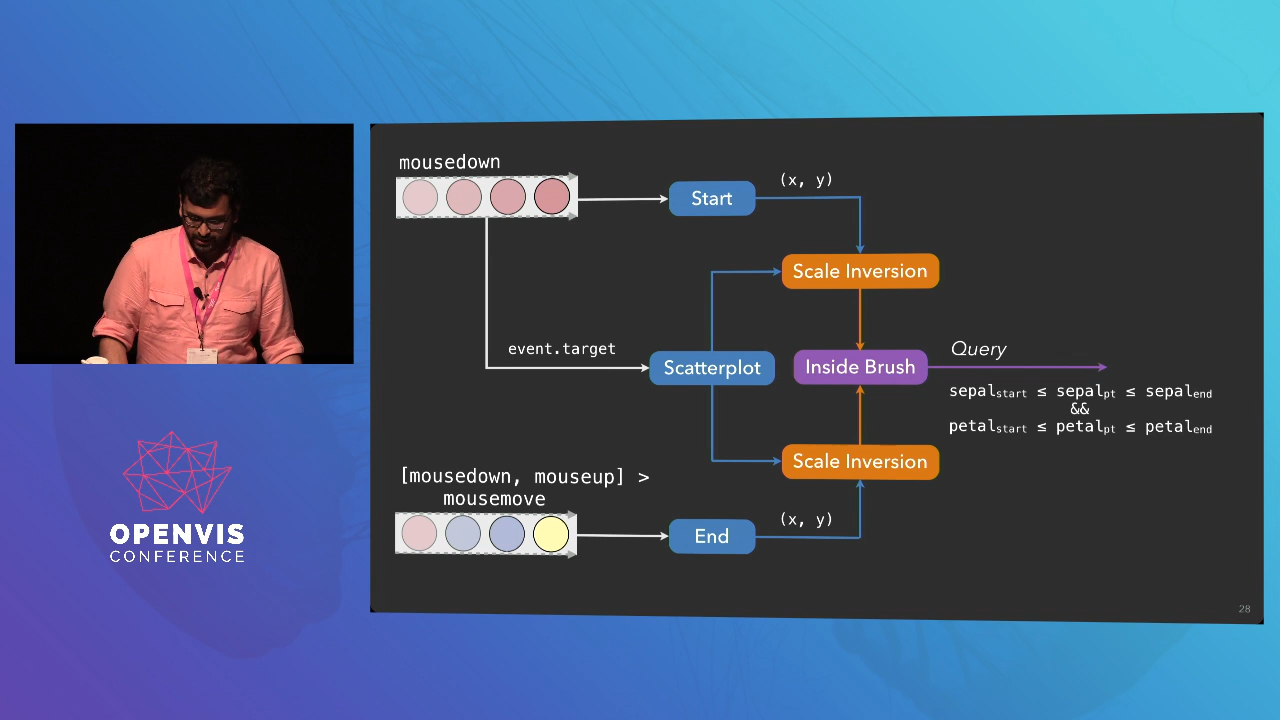 mousedown
Start
(x, y)
Scale Inversion
event.target
Scatterplot
Inside Brush
Query
sepalstart ≤ sepalpt ≤ sepalend
&&
petalstart ≤ petalpt ≤ petalend
Scale Inversion
[mousedown, mouseup] >
mousemove
End
(x, y)
28
OPENVIS
CONFERENCE